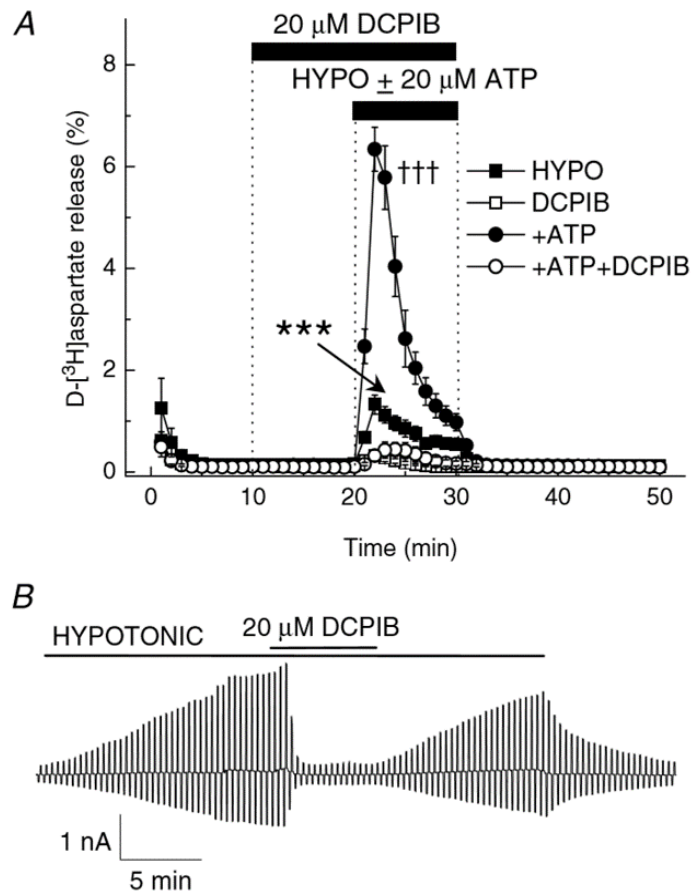 A
20 μM DCPIB
HYPO ± 20 μM ATP
D-[³H]aspartate release (%)
8
6
4
2
0
†††
***
HYPO
DCPIB
+ATP
+ATP+DCPIB
0 10 20 30 40 50
Time (min)
B
HYPOTONIC
20 μM DCPIB
1 nA
5 min